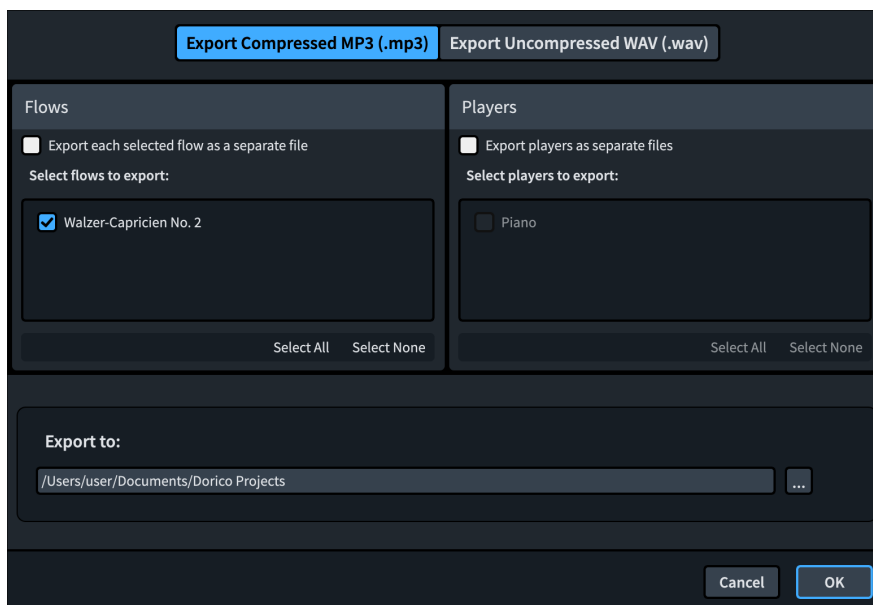 Export Compressed MP3 (.mp3) Export Uncompressed WAV (.wav)
Flows
Export each selected flow as a separate file
Select flows to export:
Walzer-Capricien No. 2
Select All Select None
Players
Export players as separate files
Select players to export:
Piano
Select All Select None
Export to:
/Users/user/Documents/Dorico Projects
...
Cancel OK